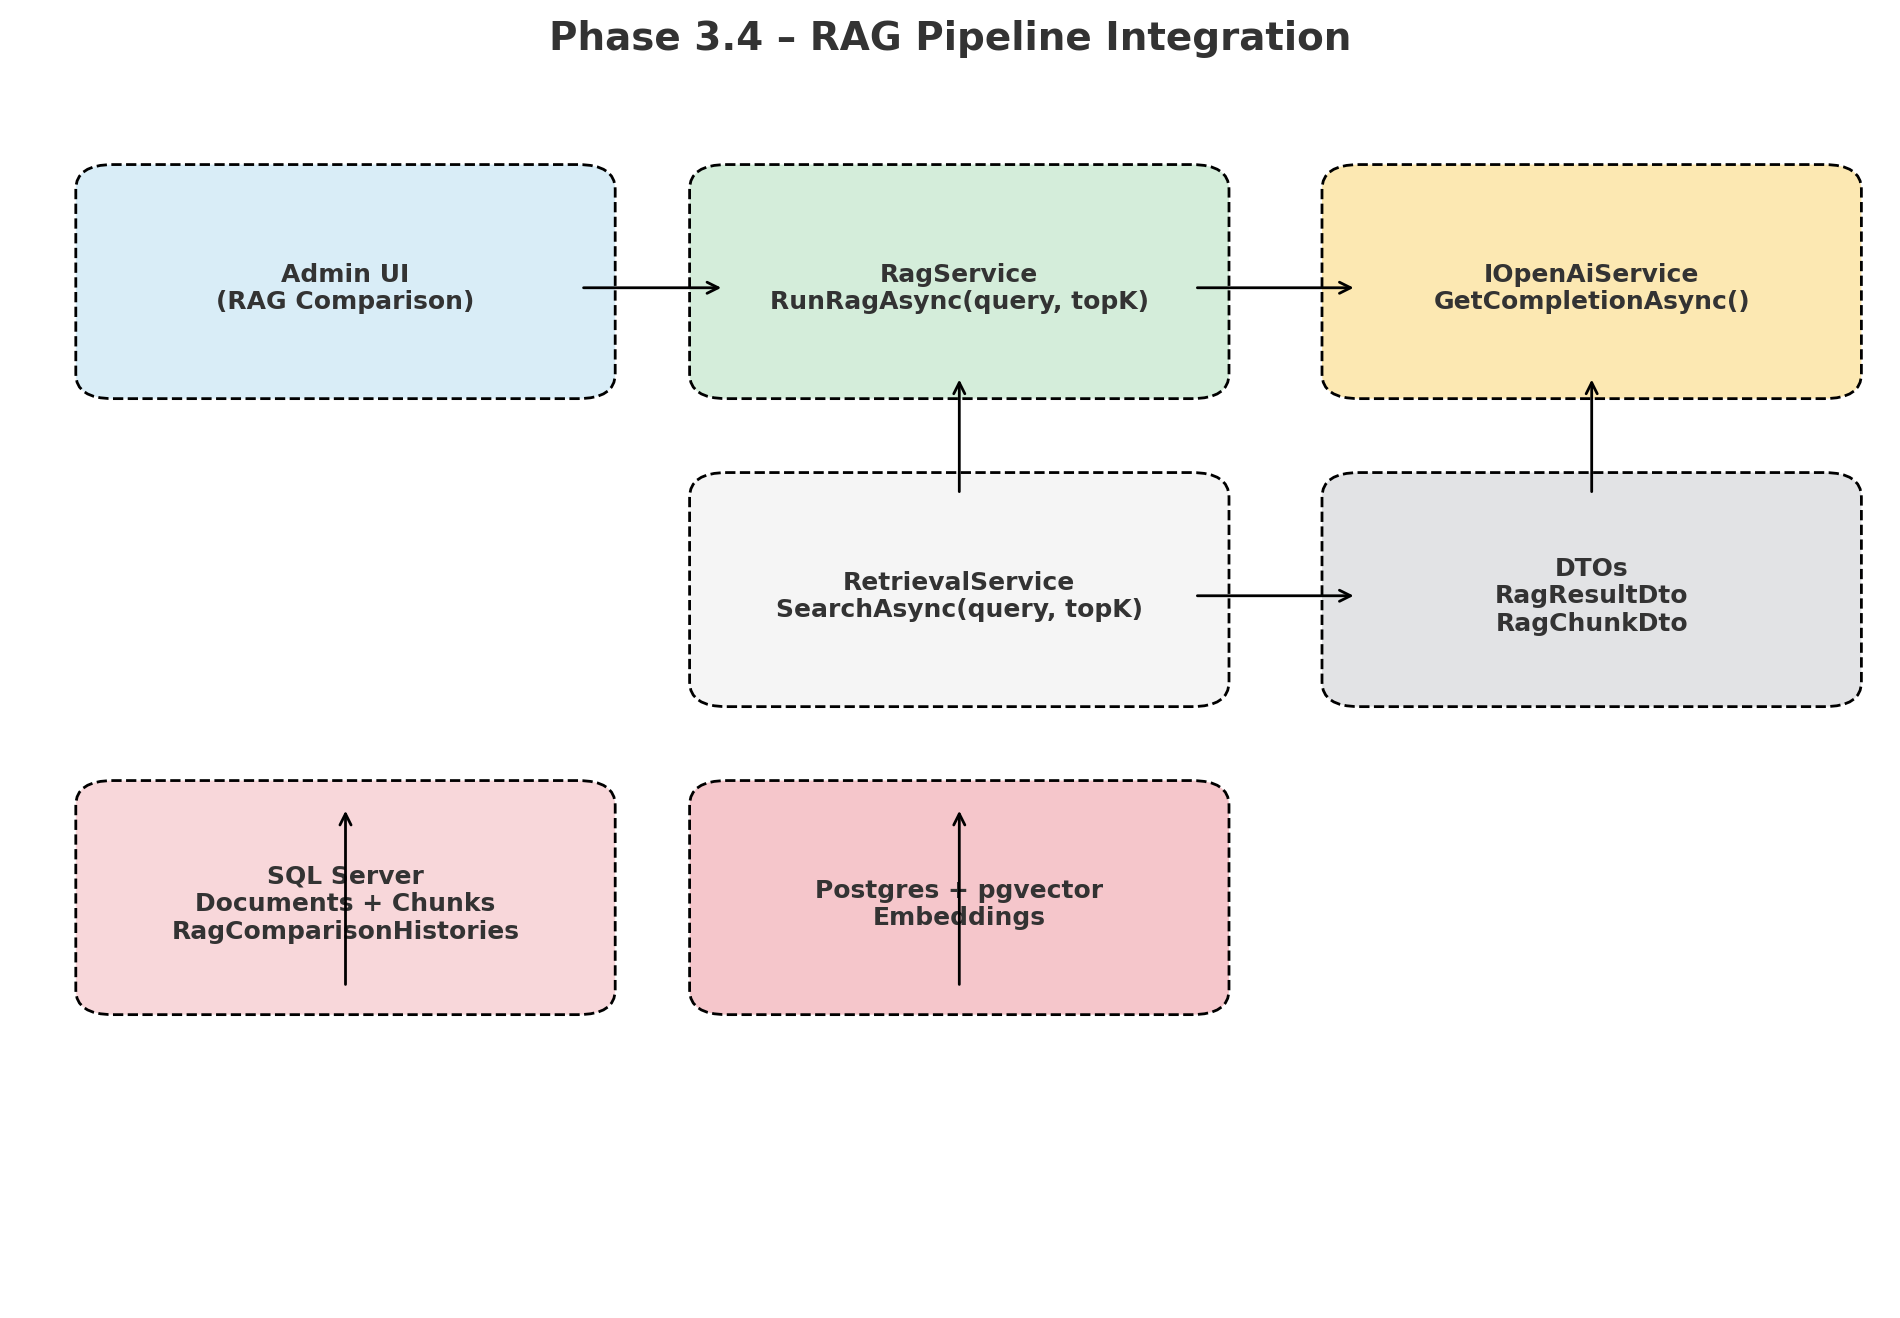 Phase 3.4 – RAG Pipeline Integration
Admin UI
(RAG Comparison)
RagService
RunRagAsync(query, topK)
IOpenAiService
GetCompletionAsync()
RetrievalService
SearchAsync(query, topK)
DTOs
RagResultDto
RagChunkDto
SQL Server
Documents + Chunks
RagComparisonHistories
Postgres + pgvector
Embeddings